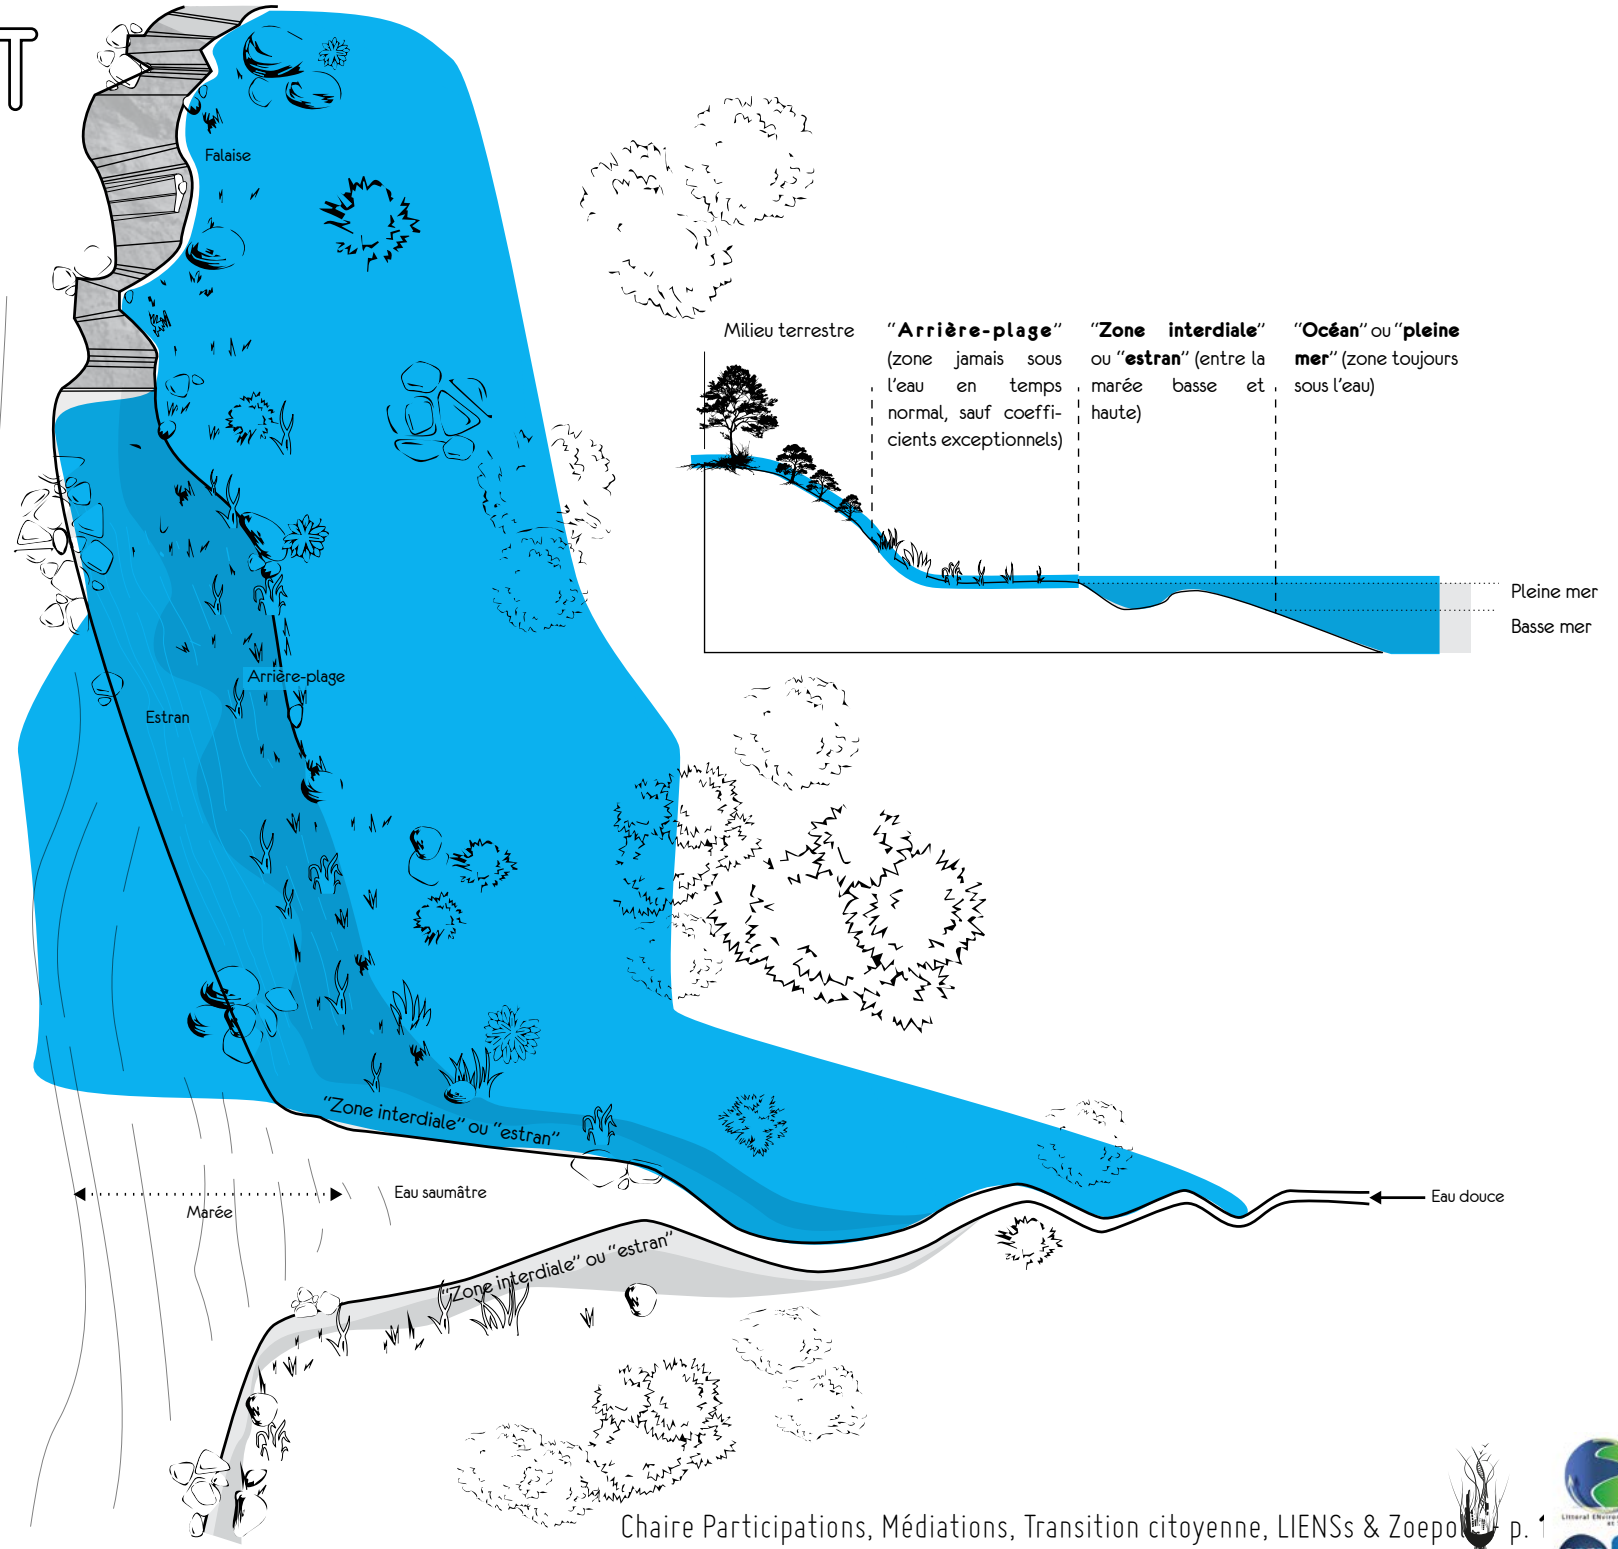 T
Falaise
Milieu terrestre
"Arrière-plage"
(zone jamais sous
l'eau en temps
normal, sauf coeffi-
cients exceptionnels)
"Zone interdiale"
ou "estran" (entre la
marée basse et
haute)
"Océan" ou "pleine
mer" (zone toujours
sous l'eau)
Pleine mer
Basse mer
Arrière-plage
Estran
"Zone interdiale" ou "estran"
Marée
Eau saumâtre
Eau douce
"Zone interdiale" ou "estran"
Chaire Participations, Médiations, Transition citoyenne, LIENSs & p. 1